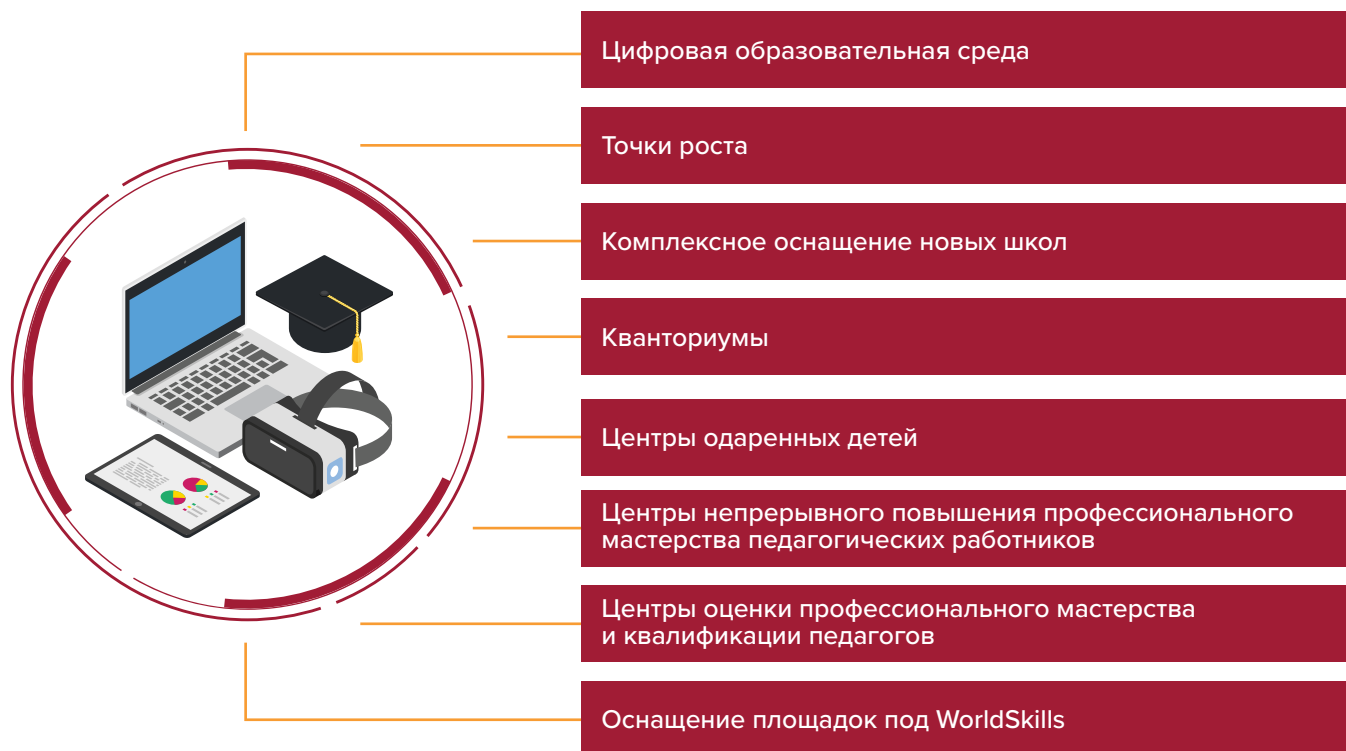 Цифровая образовательная среда
Точки роста
Комплексное оснащение новых школ
Кванториумы
Центры одаренных детей
Центры непрерывного повышения профессионального
мастерства педагогических работников
Центры оценки профессионального мастерства
и квалификации педагогов
Оснащение площадок под WorldSkills